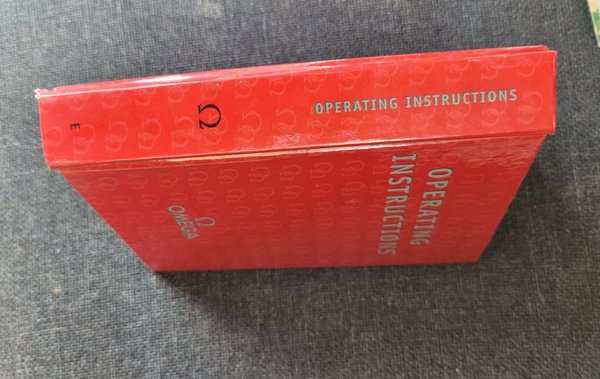 E
Ω
OPERATING INSTRUCTIONS
OPERATING
INSTRUCTIONS
Ω
OMEGA